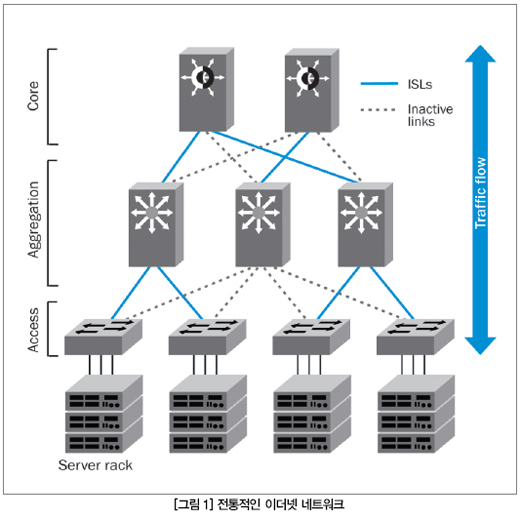 Core
Aggregation
Access
ISLs
Inactive
links
Traffic flow
Server rack
[그림 1] 전통적인 이더넷 네트워크